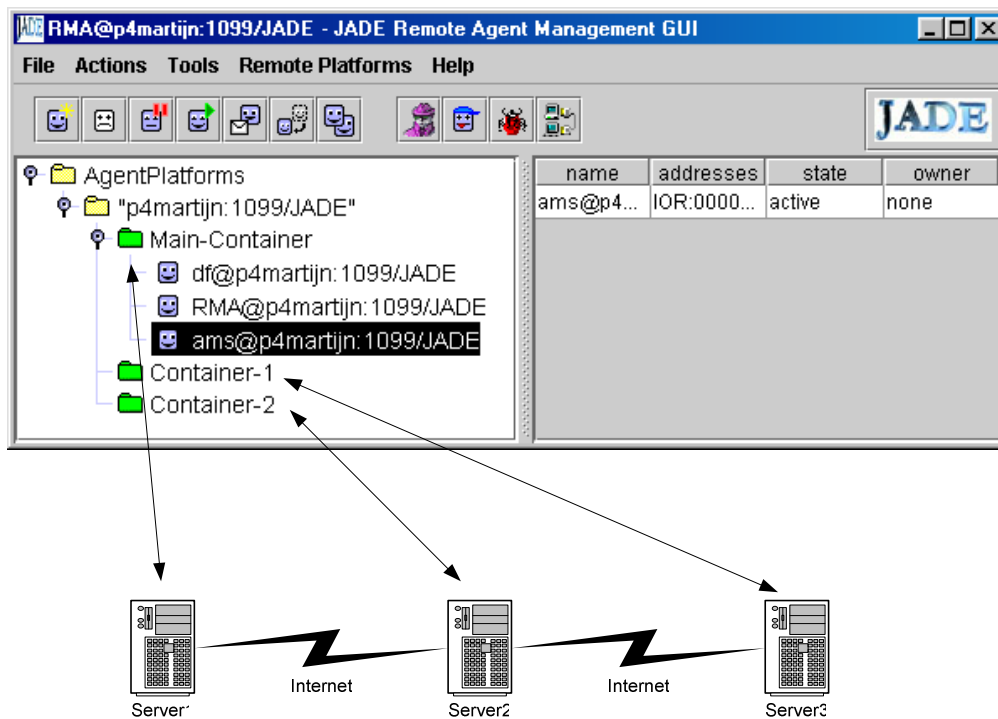 RMA@p4martijn:1099/JADE - JADE Remote Agent Management GUI
File Actions Tools Remote Platforms Help
JADE
AgentPlatforms
"p4martijn:1099/JADE"
Main-Container
df@p4martijn:1099/JADE
RMA@p4martijn:1099/JADE
ams@p4martijn:1099/JADE
Container-1
Container-2
name addresses state owner
ams@p4... IOR:0000... active none
Internet Internet
Server1 Server2 Server3